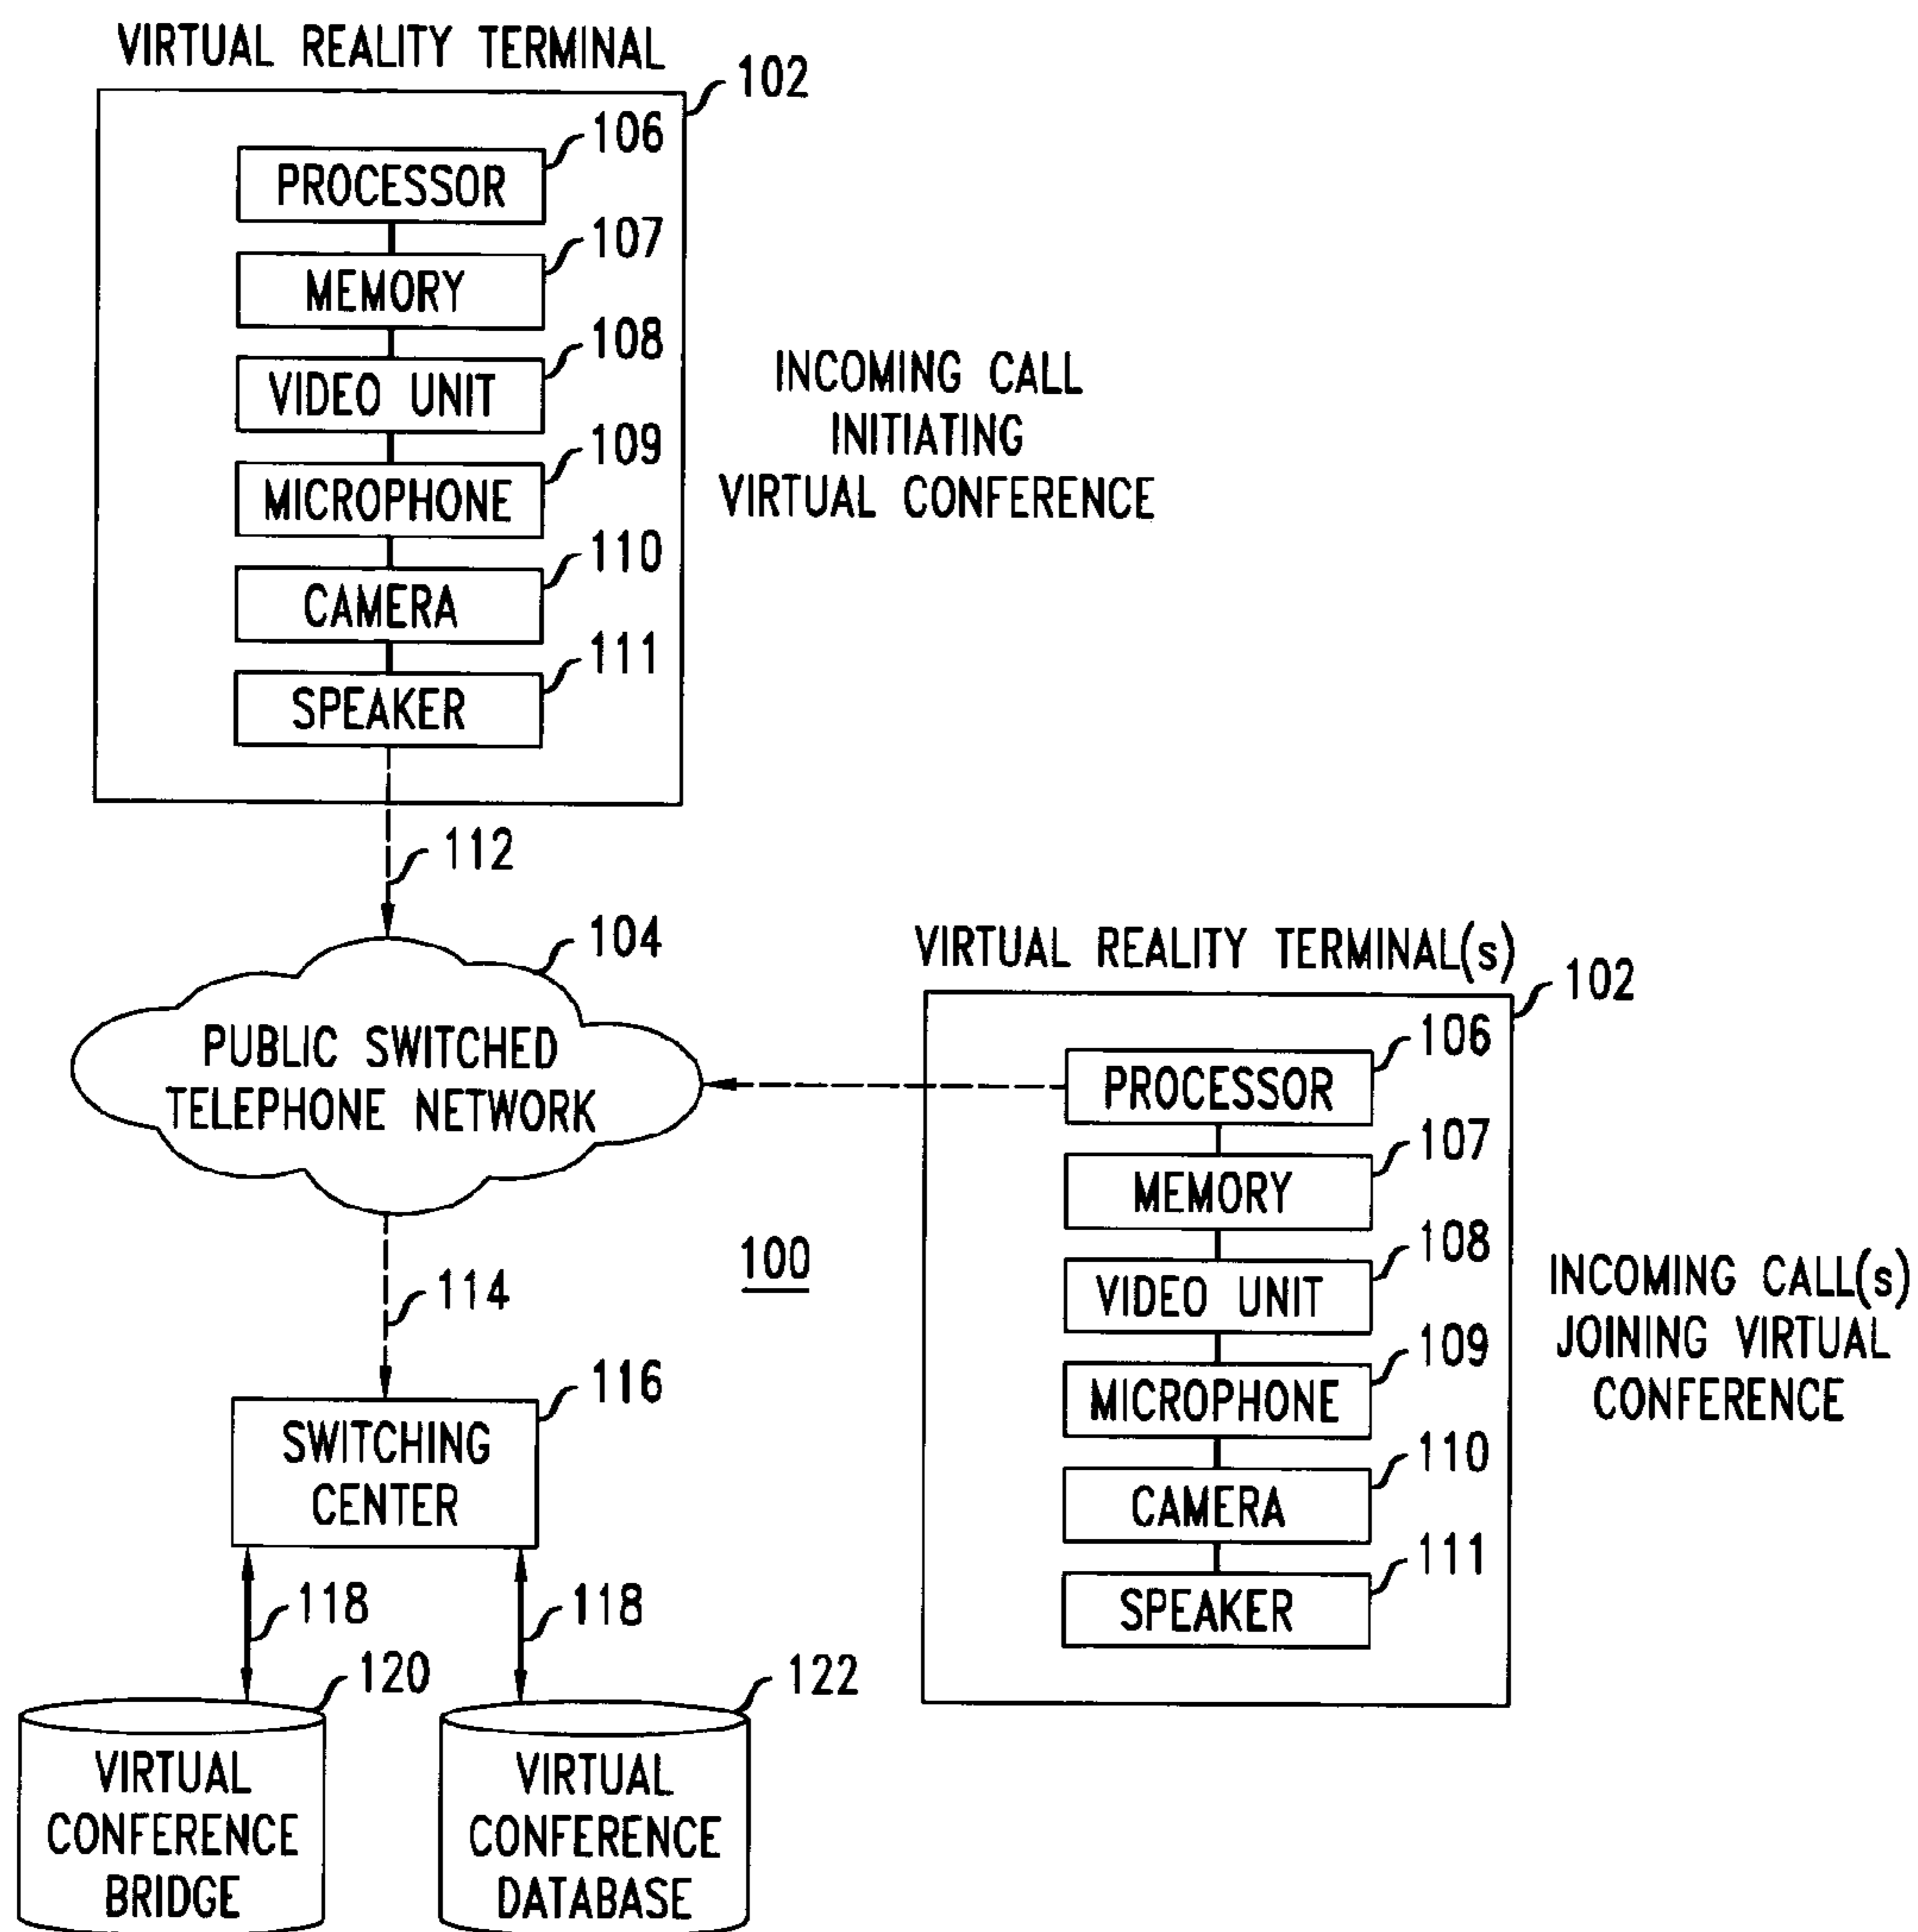 VIRTUAL REALITY TERMINAL
102
106
PROCESSOR
107
MEMORY
108
VIDEO UNIT
109
MICROPHONE
110
CAMERA
111
SPEAKER
INCOMING CALL
INITIATING
VIRTUAL CONFERENCE
112
104
PUBLIC SWITCHED
TELEPHONE NETWORK
VIRTUAL REALITY TERMINAL(s)
102
106
PROCESSOR
107
MEMORY
108
VIDEO UNIT
109
MICROPHONE
110
CAMERA
111
SPEAKER
INCOMING CALL(s)
JOINING VIRTUAL
CONFERENCE
100
114
116
SWITCHING
CENTER
118
118
120
VIRTUAL
CONFERENCE
BRIDGE
122
VIRTUAL
CONFERENCE
DATABASE